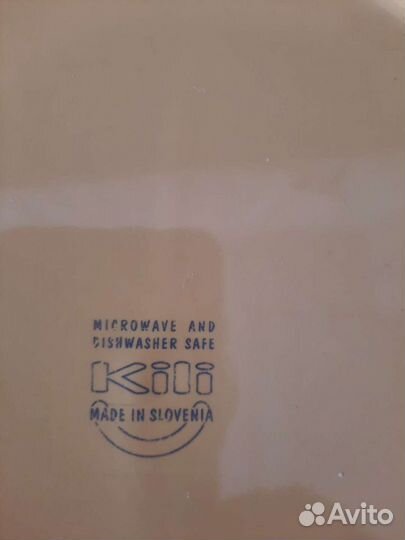 MICROWAVE AND
DISHWASHER SAFE
Kili
MADE IN SLOVENIA
Avito